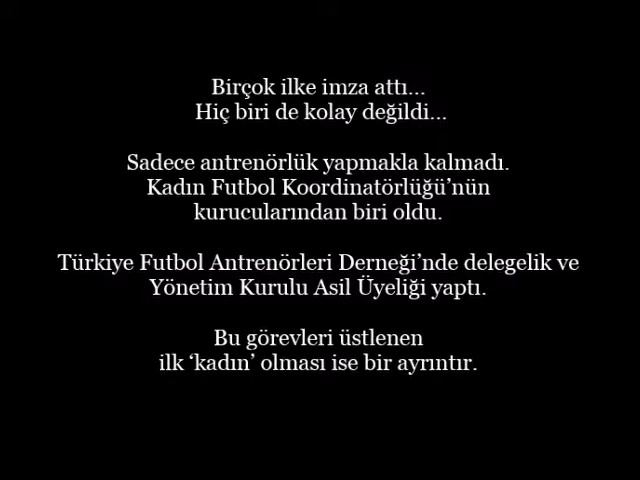 Birçok ilke imza attı...
Hiç biri de kolay değildi...
Sadece antrenörlük yapmakla kalmadı.
Kadın Futbol Koordinatörlüğü’nün
kurucularından biri oldu.
Türkiye Futbol Antrenörleri Derneği’nde delegelik ve
Yönetim Kurulu Asil Üyeliği yaptı.
Bu görevleri üstlenen
ilk ‘kadın’ olması ise bir ayrıntır.